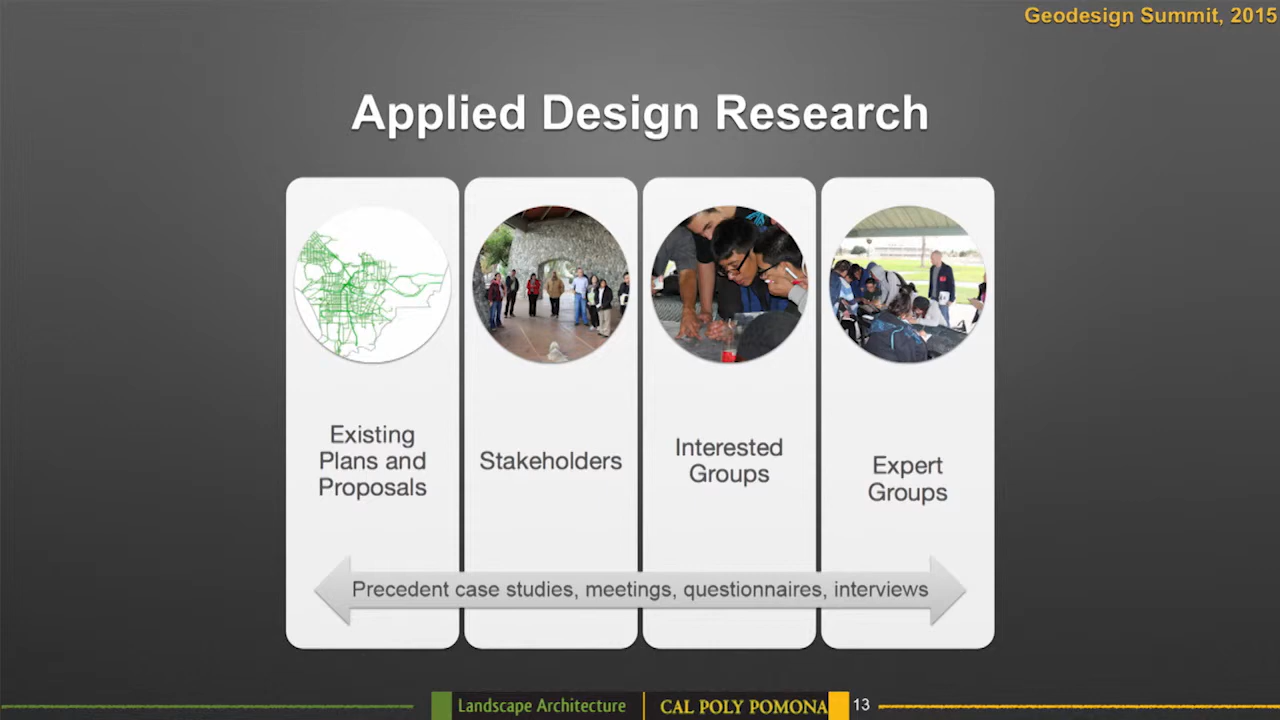 Geodesign Summit, 2015
Applied Design Research
Existing
Plans and
Proposals
Stakeholders
Interested
Groups
Expert
Groups
Precedent case studies, meetings, questionnaires, interviews
Landscape Architecture
CAL POLY POMONA
13